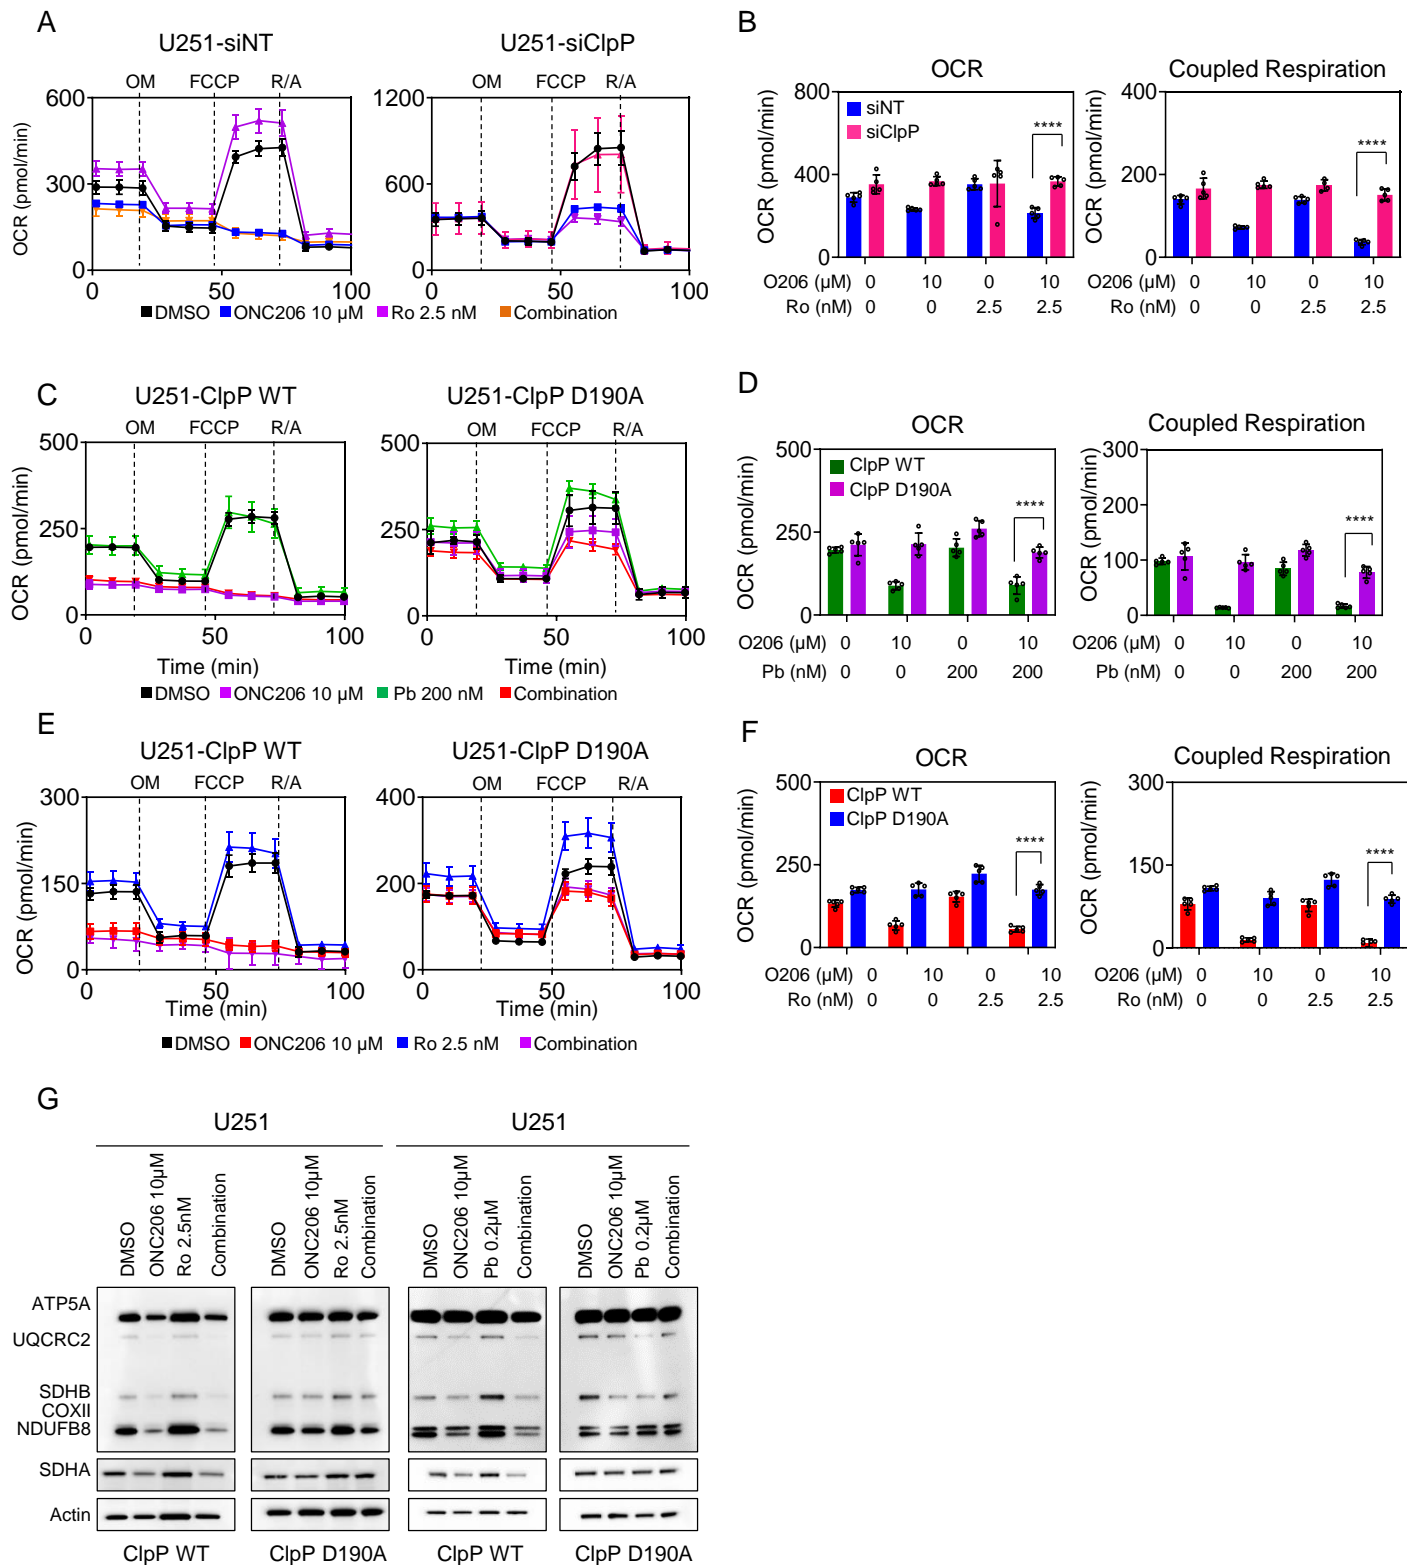 A
U251-siNT
U251-siClpP
OM FCCP R/A
OM FCCP R/A
OCR (pmol/min)
600
300
0
1200
600
0
0 50 100
0 50 100
DMSO ONC206 10 µM Ro 2.5 nM Combination
B
OCR
Coupled Respiration
OCR (pmol/min)
800
400
0
siNT
siClpP
****
OCR (pmol/min)
400
200
0
****
O206 (µM) 0 10 0 10 0 10 0 10
Ro (nM) 0 0 2.5 2.5 0 0 2.5 2.5
C
U251-ClpP WT
U251-ClpP D190A
OM FCCP R/A
OM FCCP R/A
OCR (pmol/min)
500
250
0
500
250
0
0 50 100
0 50 100
Time (min)
Time (min)
DMSO ONC206 10 µM Pb 200 nM Combination
D
OCR
Coupled Respiration
OCR (pmol/min)
500
250
0
ClpP WT
ClpP D190A
****
OCR (pmol/min)
300
200
100
0
****
O206 (µM) 0 10 0 10 0 10 0 10
Pb (nM) 0 0 200 200 0 0 200 200
E
U251-ClpP WT
U251-ClpP D190A
OM FCCP R/A
OM FCCP R/A
OCR (pmol/min)
300
150
0
400
200
0
0 50 100
0 50 100
Time (min)
Time (min)
DMSO ONC206 10 µM Ro 2.5 nM Combination
F
OCR
Coupled Respiration
OCR (pmol/min)
500
250
0
ClpP WT
ClpP D190A
****
OCR (pmol/min)
300
150
0
****
O206 (µM) 0 10 0 10 0 10 0 10
Ro (nM) 0 0 2.5 2.5 0 0 2.5 2.5
G
U251
U251
DMSO
ONC206 10µM
Ro 2.5nM
Combination
DMSO
ONC206 10µM
Ro 2.5nM
Combination
DMSO
ONC206 10µM
Pb 0.2µM
Combination
DMSO
ONC206 10µM
Pb 0.2µM
Combination
ATP5A
UQCRC2
SDHB
COXII
NDUFB8
SDHA
Actin
ClpP WT
ClpP D190A
ClpP WT
ClpP D190A